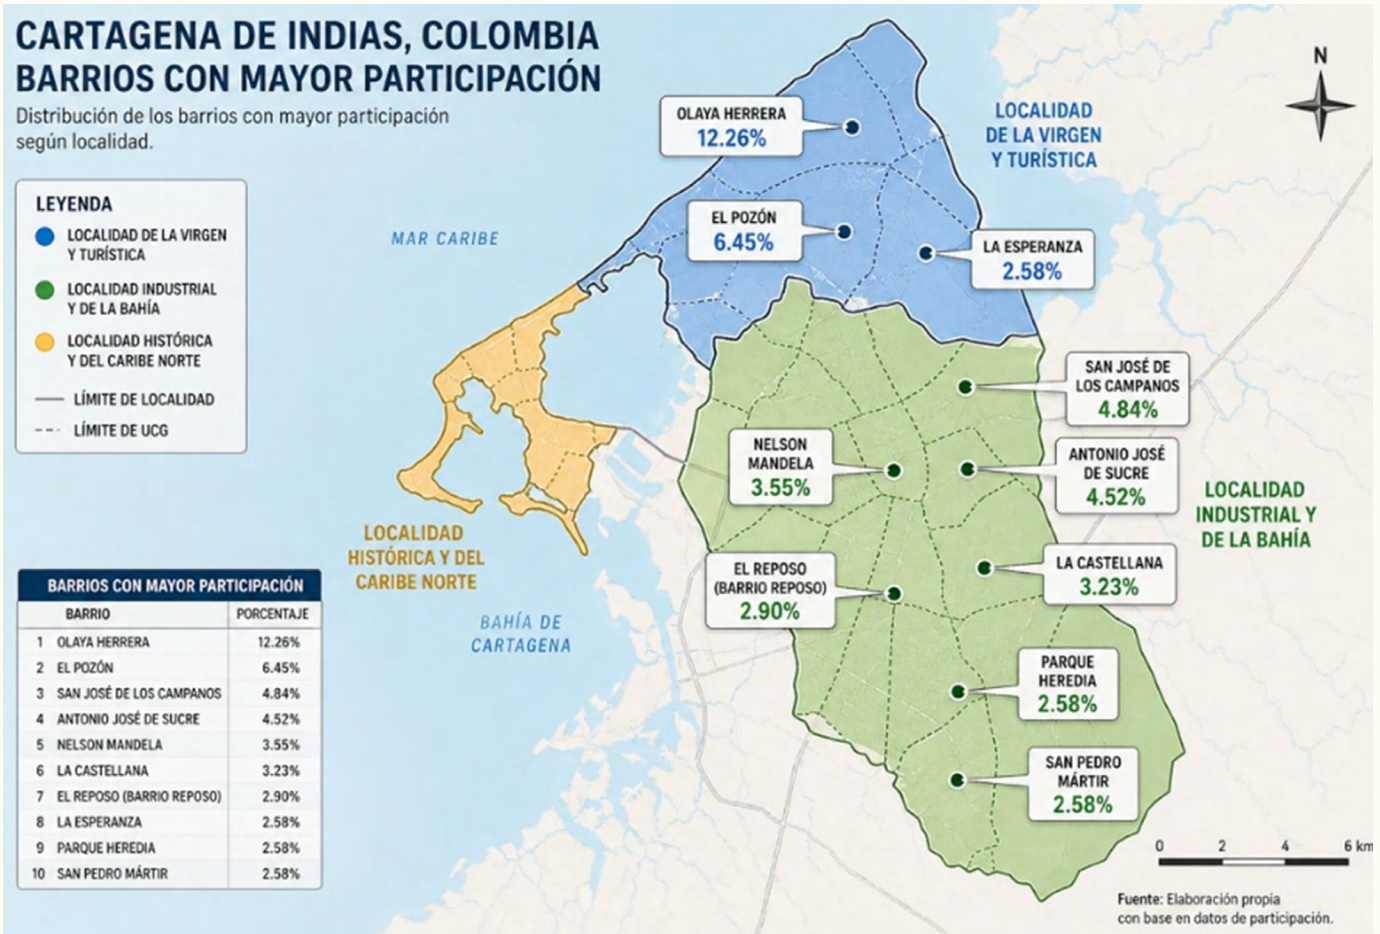 CARTAGENA DE INDIAS, COLOMBIA
BARRIOS CON MAYOR PARTICIPACIÓN
Distribución de los barrios con mayor participación
según localidad.
LEYENDA
LOCALIDAD DE LA VIRGEN
Y TURÍSTICA
LOCALIDAD INDUSTRIAL
Y DE LA BAHÍA
LOCALIDAD HISTÓRICA
Y DEL CARIBE NORTE
LÍMITE DE LOCALIDAD
LÍMITE DE UCG
MAR CARIBE
OLAYA HERRERA
12.26%
EL POZÓN
6.45%
LA ESPERANZA
2.58%
LOCALIDAD
DE LA VIRGEN
Y TURÍSTICA
N
SAN JOSÉ DE
LOS CAMPANOS
4.84%
NELSON
MANDELA
3.55%
ANTONIO JOSÉ
DE SUCRE
4.52%
LOCALIDAD
INDUSTRIAL Y
DE LA BAHÍA
LOCALIDAD
HISTÓRICA Y DEL
CARIBE NORTE
EL REPOSO
(BARRIO REPOSO)
2.90%
LA CASTELLANA
3.23%
BAHÍA DE
CARTAGENA
PARQUE
HEREDIA
2.58%
SAN PEDRO
MÁRTIR
2.58%
BARRIOS CON MAYOR PARTICIPACIÓN
BARRIO PORCENTAJE
1 OLAYA HERRERA 12.26%
2 EL POZÓN 6.45%
3 SAN JOSÉ DE LOS CAMPANOS 4.84%
4 ANTONIO JOSÉ DE SUCRE 4.52%
5 NELSON MANDELA 3.55%
6 LA CASTELLANA 3.23%
7 EL REPOSO (BARRIO REPOSO) 2.90%
8 LA ESPERANZA 2.58%
9 PARQUE HEREDIA 2.58%
10 SAN PEDRO MÁRTIR 2.58%
0 2 4 6 km
Fuente: Elaboración propia
con base en datos de participación.